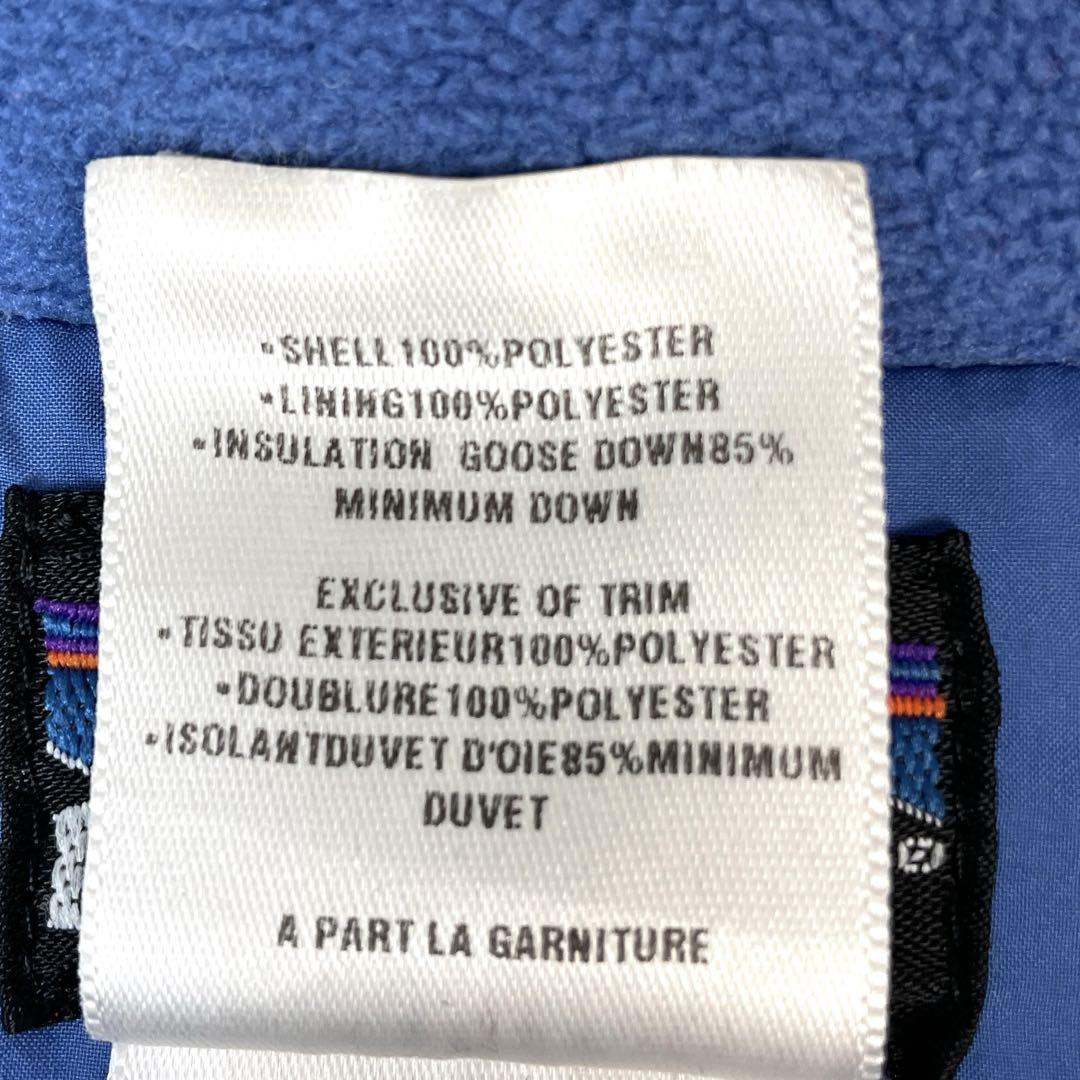 •SHELL100%POLYESTER
•LINING100%POLYESTER
•INSULATION GOOSE DOWN85%
MINIMUM DOWN
EXCLUSIVE OF TRIM
•TISSU EXTERIEUR100%POLYESTER
•DOUBLURE100%POLYESTER
•ISOLANTDUVET D'OIE85%MINIMUM
DUVET
A PART LA GARNITURE